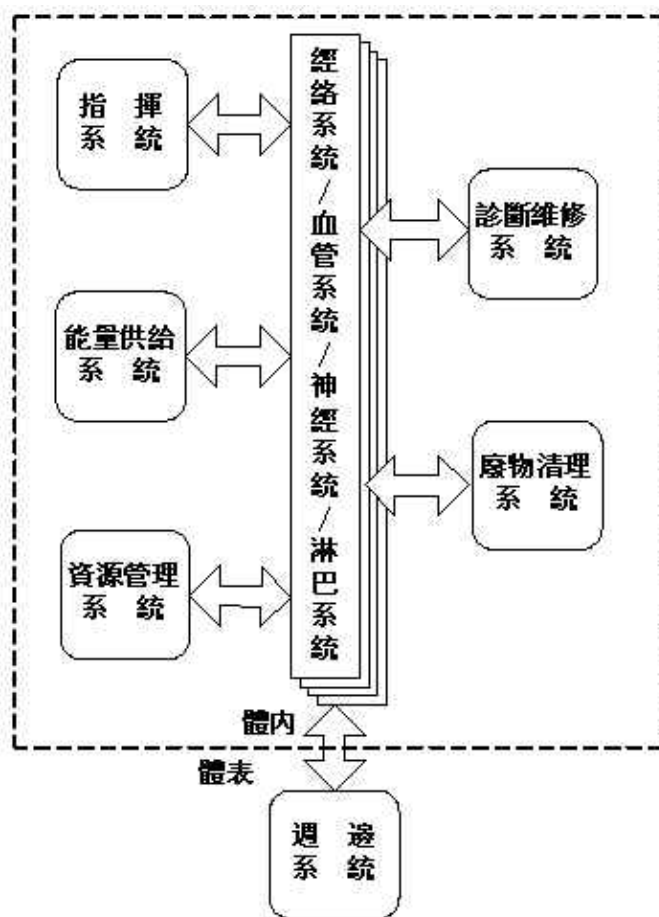 指 揮
系 統
經絡系統/血管系統/神經系統/淋巴系統
診斷維修
系 統
能量供給
系 統
廢物清理
系 統
資源管理
系 統
體內
體表
週 邊
系 統